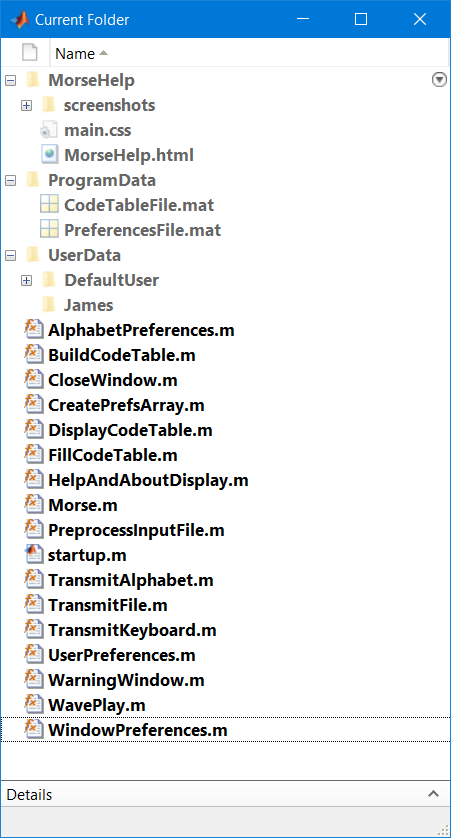 Current Folder
Name
MorseHelp
screenshots
main.css
MorseHelp.html
ProgramData
CodeTableFile.mat
PreferencesFile.mat
UserData
DefaultUser
James
AlphabetPreferences.m
BuildCodeTable.m
CloseWindow.m
CreatePrefsArray.m
DisplayCodeTable.m
FillCodeTable.m
HelpAndAboutDisplay.m
Morse.m
PreprocessInputFile.m
startup.m
TransmitAlphabet.m
TransmitFile.m
TransmitKeyboard.m
UserPreferences.m
WarningWindow.m
WavePlay.m
WindowPreferences.m
Details